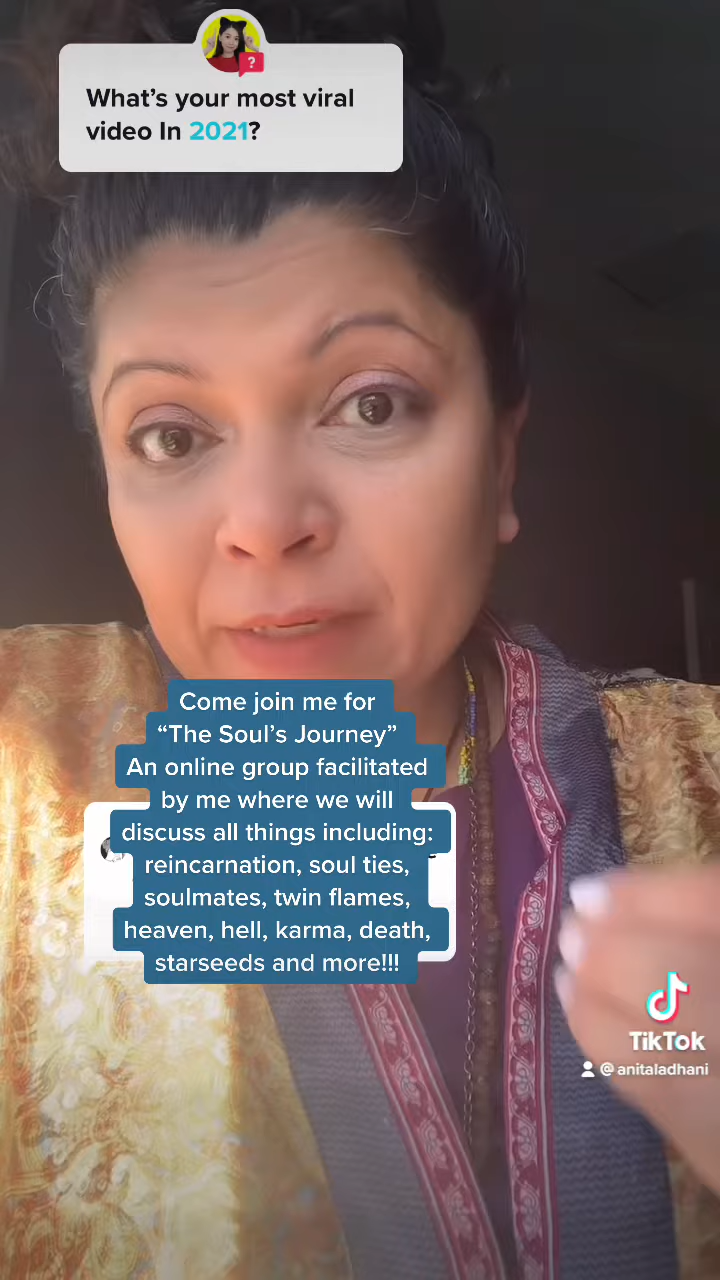 ?
What's your most viral
video In 2021?
Come join me for
“The Soul’s Journey”
An online group facilitated
by me where we will
discuss all things including:
reincarnation, soul ties,
soulmates, twin flames,
heaven, hell, karma, death,
starseeds and more!!!
TikTok
@anitaladhani